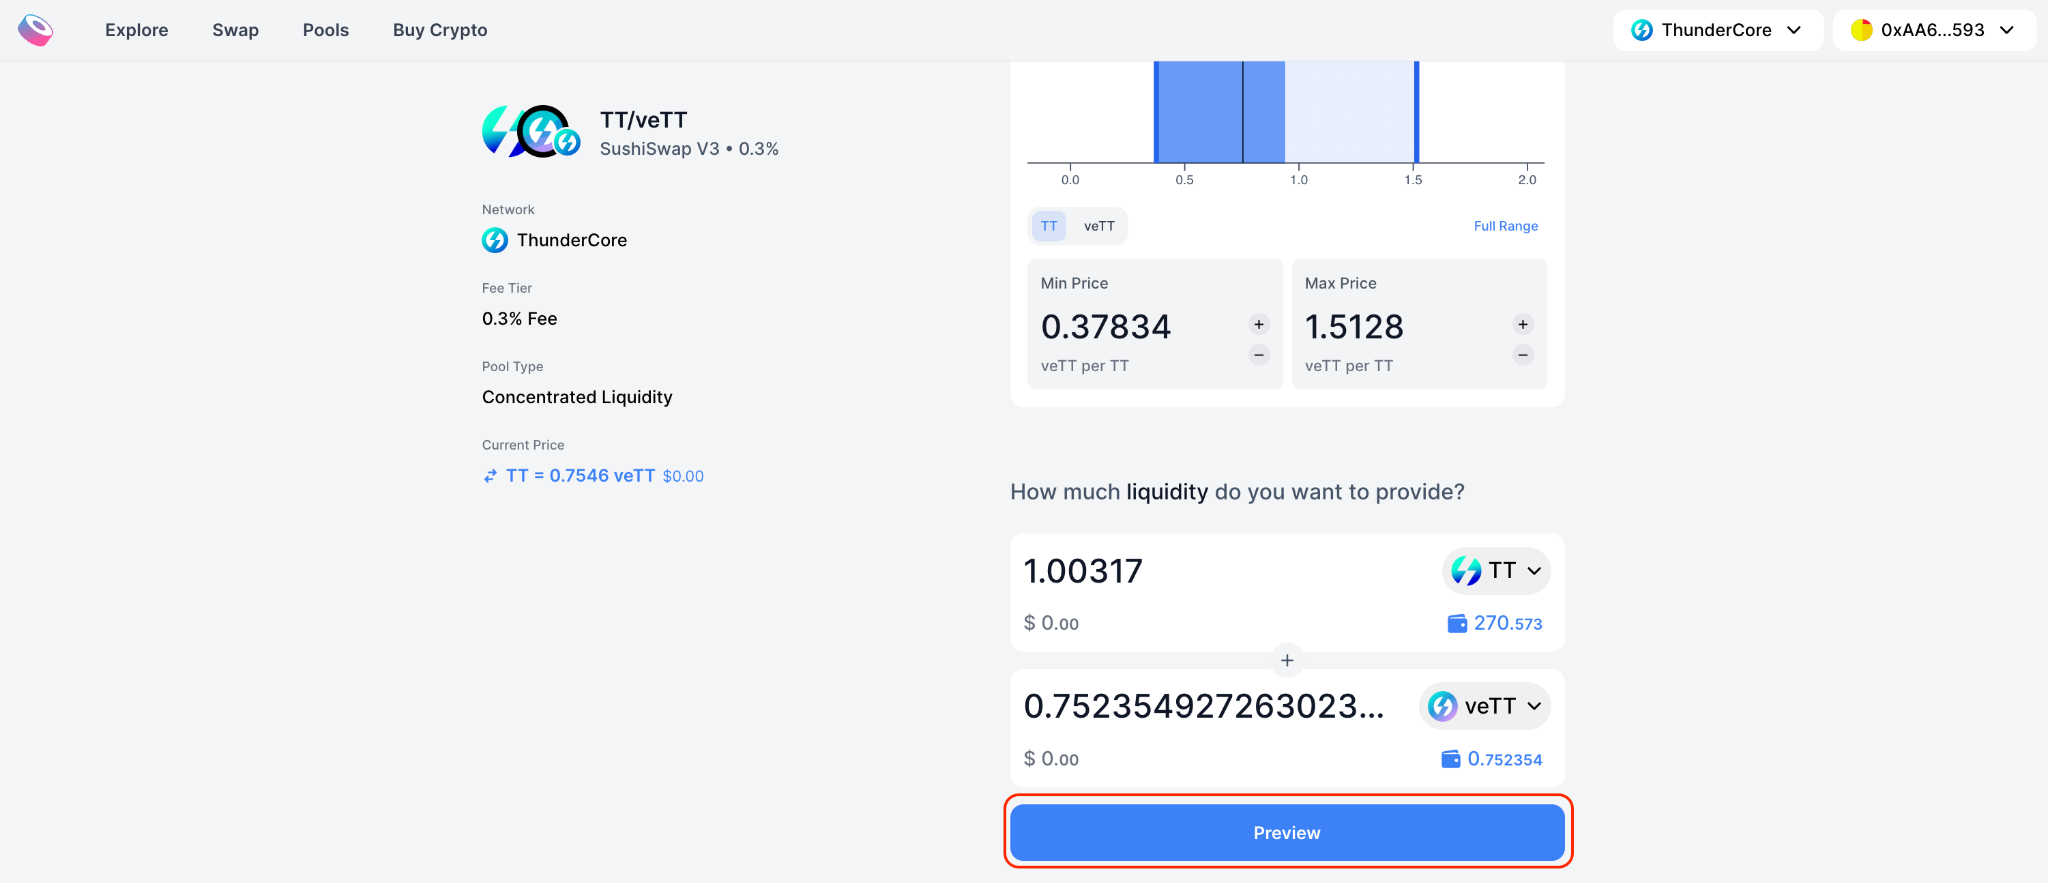 Explore Swap Pools Buy Crypto ThunderCore 0xAA6...593
TT/veTT
SushiSwap V3 • 0.3%
Network
ThunderCore
Fee Tier
0.3% Fee
Pool Type
Concentrated Liquidity
Current Price
TT = 0.7546 veTT $0.00
0.0 0.5 1.0 1.5 2.0
TT veTT Full Range
Min Price
0.37834
veTT per TT
Max Price
1.5128
veTT per TT
How much liquidity do you want to provide?
1.00317 TT
$ 0.00 270.573
+
0.752354927263023... veTT
$ 0.00 0.752354
Preview